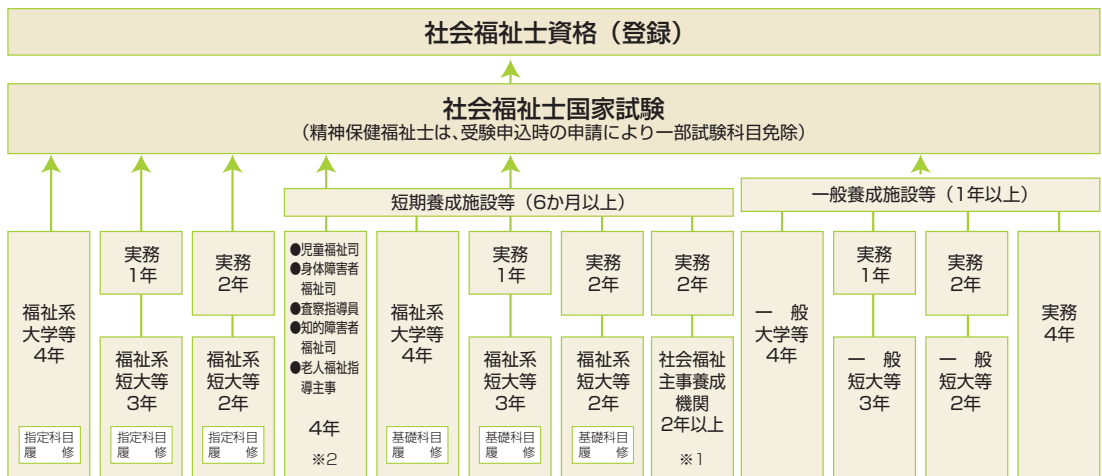 社会福祉士資格（登録）
社会福祉士国家試験
（精神保健福祉士は、受験申込時の申請により一部試験科目免除）
短期養成施設等（6か月以上）
一般養成施設等（1年以上）
福祉系
大学等
4年
指定科目
履　修
実務
1年
福祉系
短大等
3年
指定科目
履　修
実務
2年
福祉系
短大等
2年
指定科目
履　修
●児童福祉司
●身体障害者
福祉司
●査察指導員
●知的障害者
福祉司
●老人福祉指
導主事
4年
※2
福祉系
大学等
4年
基礎科目
履　修
実務
1年
福祉系
短大等
3年
基礎科目
履　修
実務
2年
福祉系
短大等
2年
基礎科目
履　修
実務
2年
社会福祉
主事養成
機関
2年以上
※1
一　般
大学等
4年
実務
1年
一　般
短大等
3年
実務
2年
一　般
短大等
2年
実務
4年